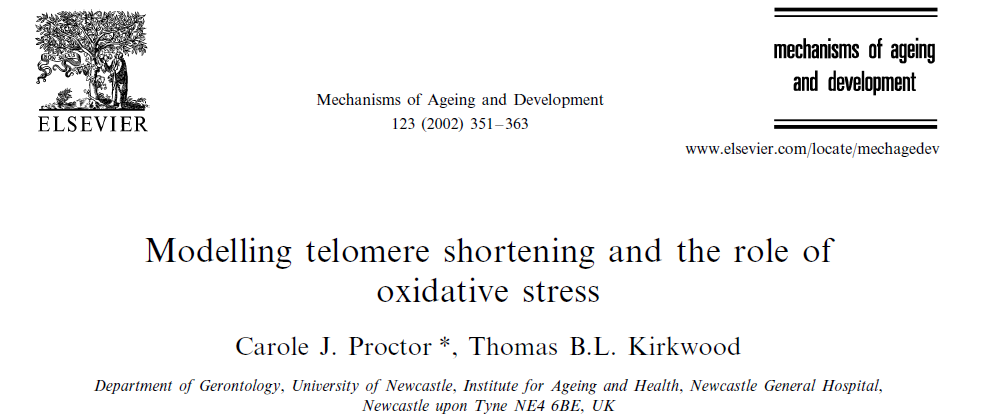 ELSEVIER
Mechanisms of Ageing and Development
123 (2002) 351–363
mechanisms of ageing
and development
www.elsevier.com/locate/mechagedev
Modelling telomere shortening and the role of
oxidative stress
Carole J. Proctor *, Thomas B.L. Kirkwood
Department of Gerontology, University of Newcastle, Institute for Ageing and Health, Newcastle General Hospital,
Newcastle upon Tyne NE4 6BE, UK